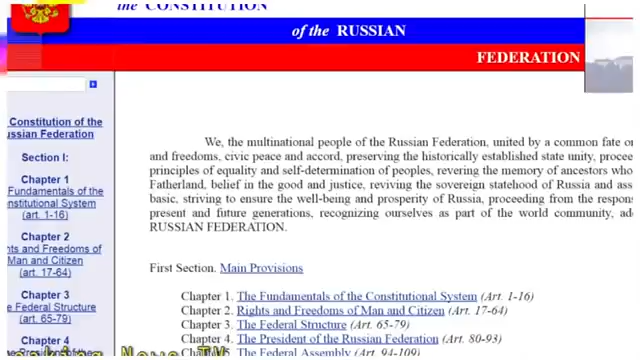 the CONSTITUTION
of the RUSSIAN
FEDERATION
Constitution of the
ussian Federation
Section I:
Chapter 1
Fundamentals of the
nstitutional System
(art. 1-16)
Chapter 2
hts and Freedoms of
Man and Citizen
(art. 17-64)
Chapter 3
e Federal Structure
(art. 65-79)
Chapter 4
We, the multinational people of the Russian Federation, united by a common fate o
and freedoms, civic peace and accord, preserving the historically established state unity, procee
principles of equality and self-determination of peoples, revering the memory of ancestors who
Fatherland, belief in the good and justice, reviving the sovereign statehood of Russia and ass
basic, striving to ensure the well-being and prosperity of Russia, proceeding from the respons
present and future generations, recognizing ourselves as part of the world community, ad
RUSSIAN FEDERATION.
First Section. Main Provisions
Chapter 1. The Fundamentals of the Constitutional System (Art. 1-16)
Chapter 2. Rights and Freedoms of Man and Citizen (Art. 17-64)
Chapter 3. The Federal Structure (Art. 65-79)
Chapter 4. The President of the Russian Federation (Art. 80-93)
5. The Federal Assembly (Art. 94-109)